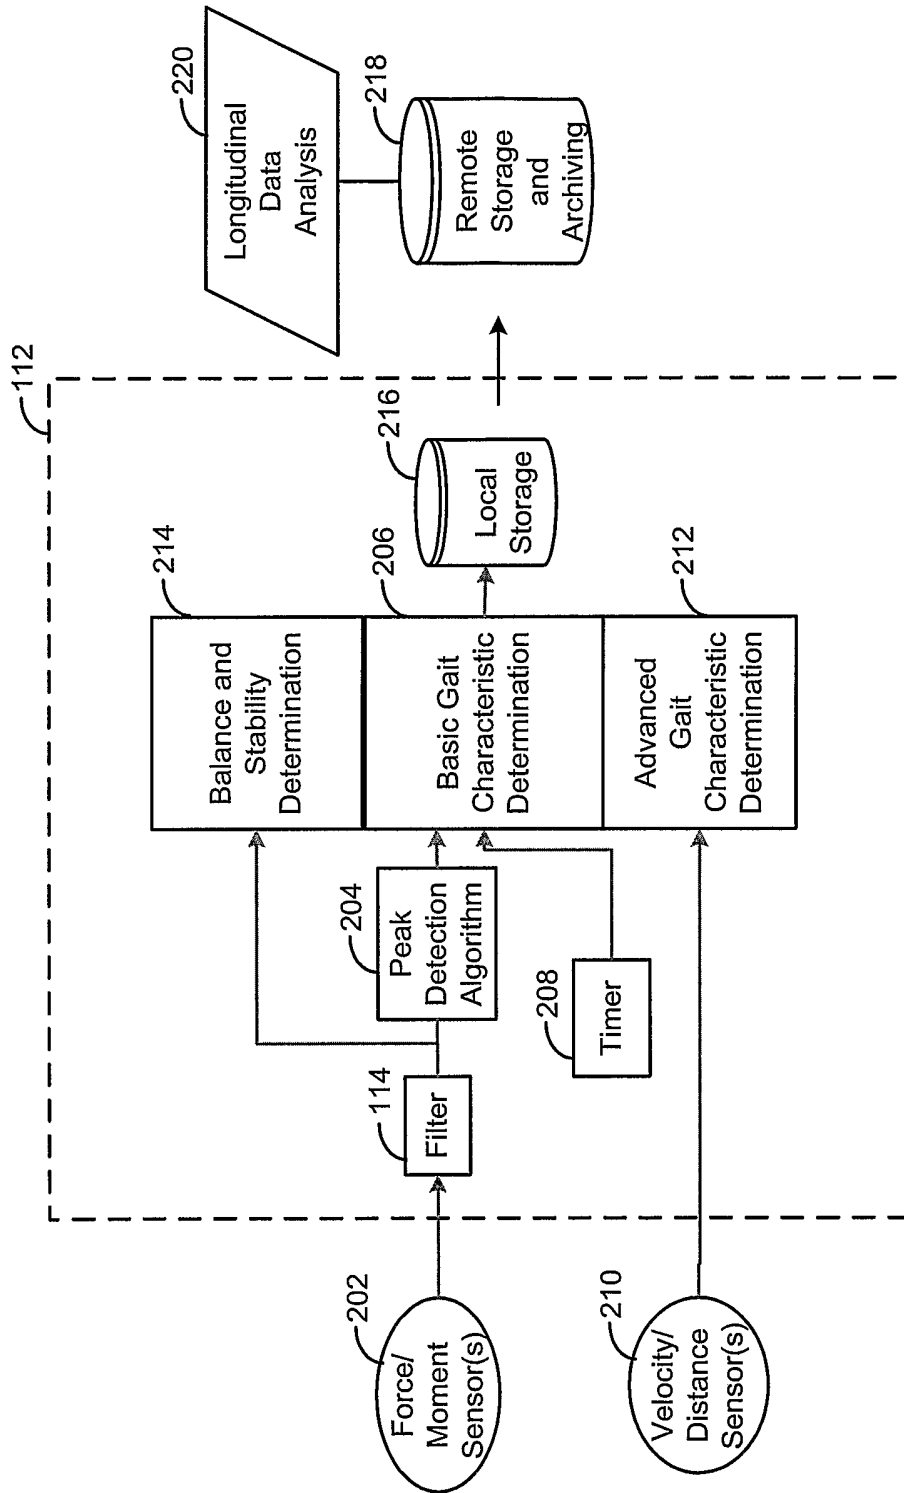 112
202
Force/
Moment
Sensor(s)
210
Velocity/
Distance
Sensor(s)
114
Filter
204
Peak
Detection
Algorithm
208
Timer
214
Balance and
Stability
Determination
206
Basic Gait
Characteristic
Determination
212
Advanced
Gait
Characteristic
Determination
216
Local
Storage
220
Longitudinal
Data
Analysis
218
Remote
Storage
and
Archiving